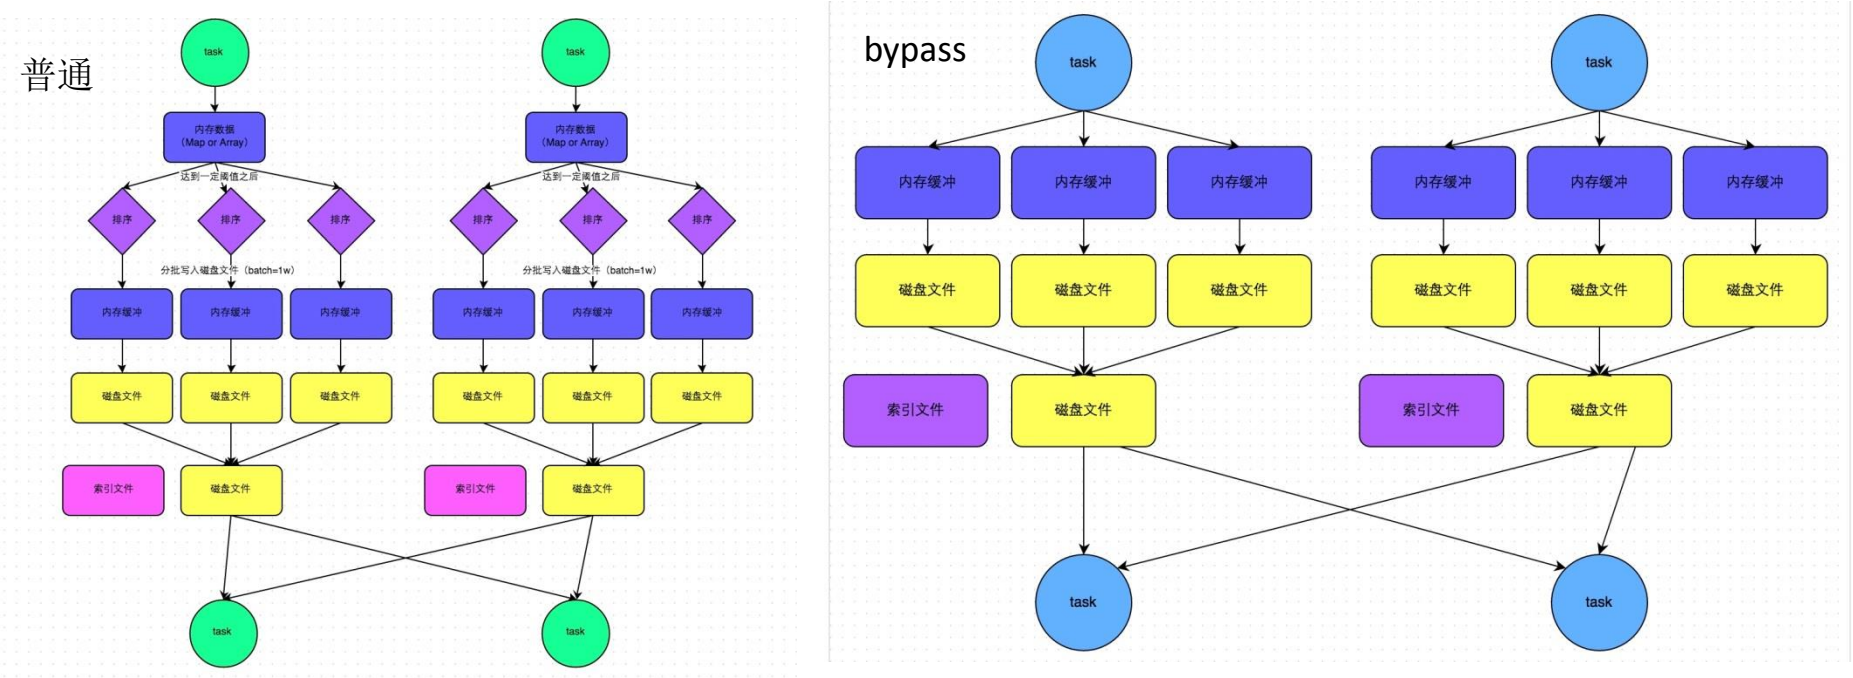 普通
task
task
内存数据
（Map or Array）
内存数据
（Map or Array）
达到一定阈值之后
达到一定阈值之后
排序
排序
排序
排序
排序
排序
分批写入磁盘文件（batch=1w）
分批写入磁盘文件（batch=1w）
内存缓冲
内存缓冲
内存缓冲
内存缓冲
内存缓冲
内存缓冲
磁盘文件
磁盘文件
磁盘文件
磁盘文件
磁盘文件
磁盘文件
索引文件
磁盘文件
索引文件
磁盘文件
task
task
bypass
task
task
内存缓冲
内存缓冲
内存缓冲
内存缓冲
内存缓冲
内存缓冲
磁盘文件
磁盘文件
磁盘文件
磁盘文件
磁盘文件
磁盘文件
索引文件
磁盘文件
索引文件
磁盘文件
task
task